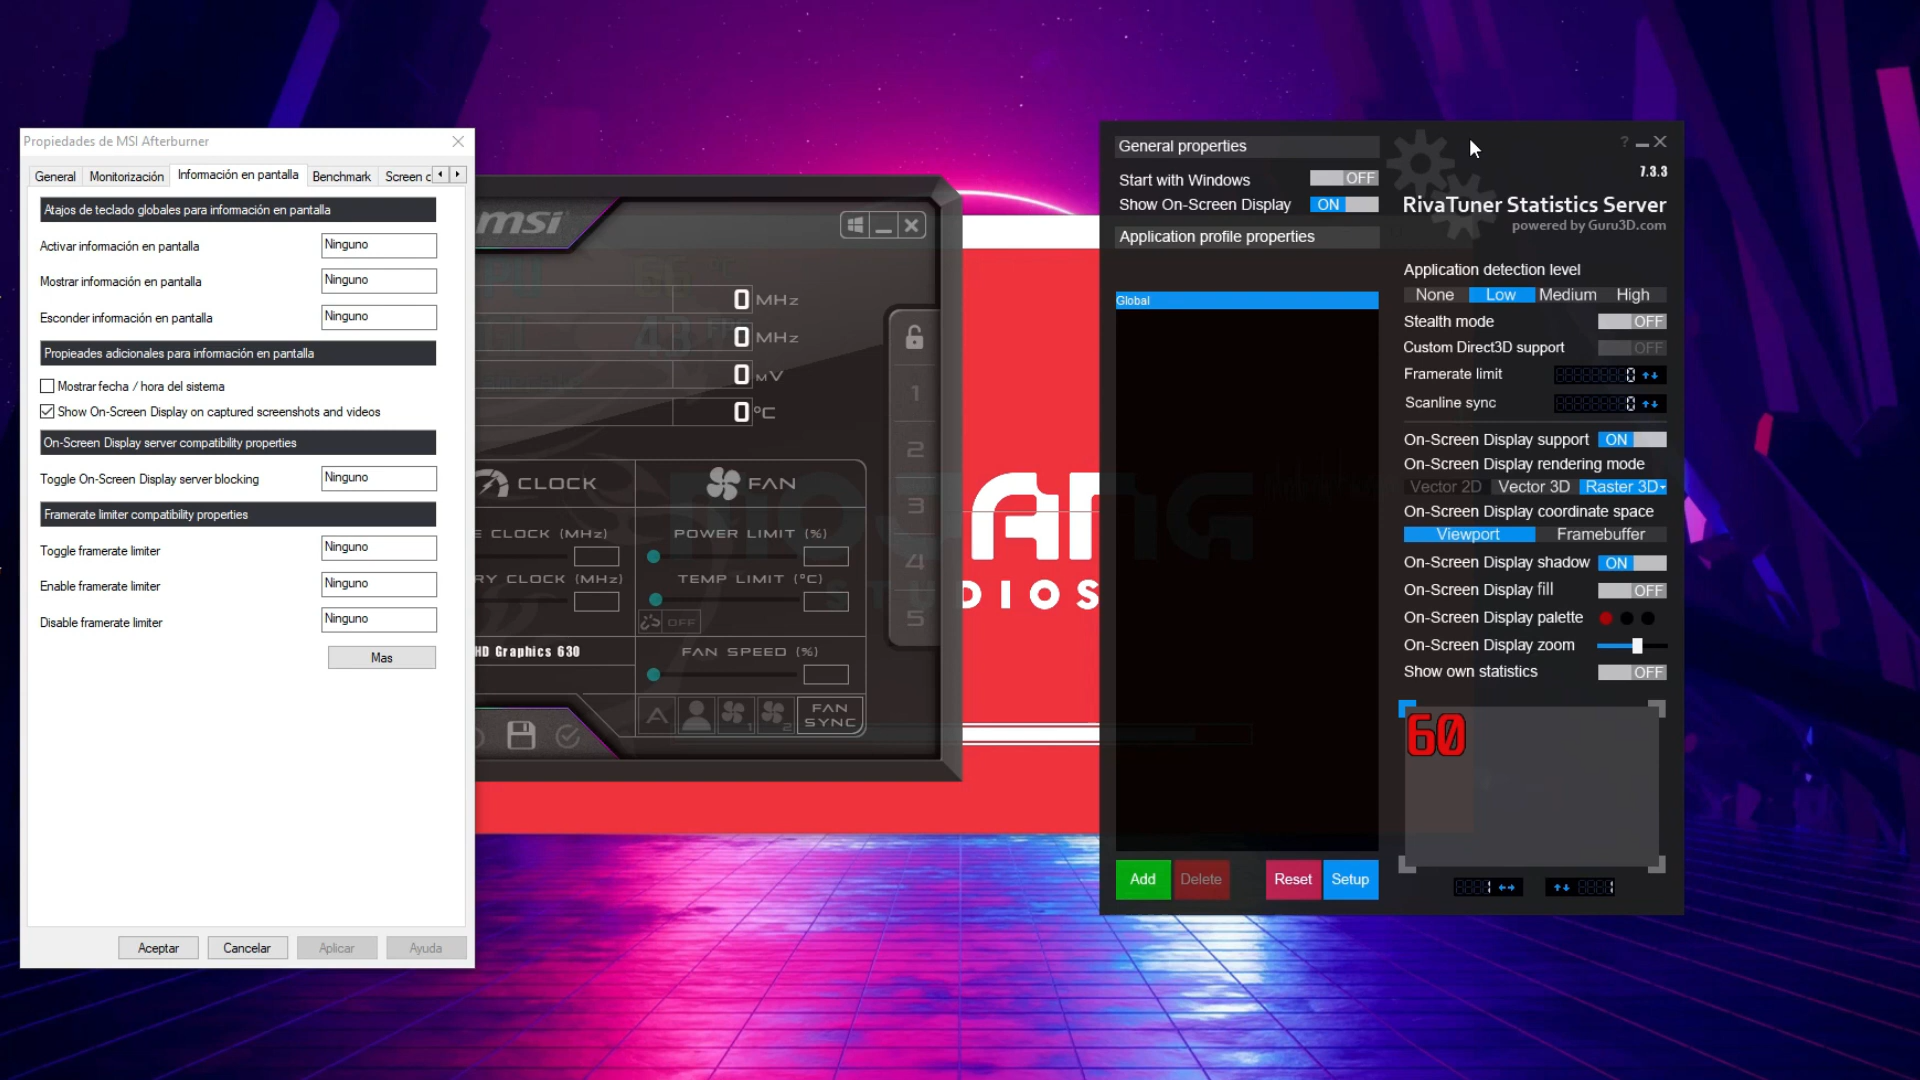 Propiedades de MSI Afterburner
General
Monitorización
Información en pantalla
Benchmark
Screen c
Atajos de teclado globales para información en pantalla
Activar información en pantalla
Ninguno
Mostrar información en pantalla
Ninguno
Esconder información en pantalla
Ninguno
Propieades adicionales para información en pantalla
Mostrar fecha / hora del sistema
Show On-Screen Display on captured screenshots and videos
On-Screen Display server compatibility properties
Toggle On-Screen Display server blocking
Ninguno
Framerate limiter compatibility properties
Toggle framerate limiter
Ninguno
Enable framerate limiter
Ninguno
Disable framerate limiter
Ninguno
Mas
Aceptar
Cancelar
Aplicar
Ayuda
msi
0 MHz
0 MHz
0 mV
0 °C
1
2
3
4
5
CLOCK
FAN
E CLOCK (MHz)
POWER LIMIT (%)
RY CLOCK (MHz)
TEMP LIMIT (°C)
OFF
HD Graphics 630
FAN SPEED (%)
A
1
2
FAN
SYNC
MOJANG
STUDIOS
General properties
Start with Windows
OFF
Show On-Screen Display
ON
Application profile properties
Global
Add
Delete
Reset
Setup
?
7.3.3
RivaTuner Statistics Server
powered by Guru3D.com
Application detection level
None
Low
Medium
High
Stealth mode
OFF
Custom Direct3D support
OFF
Framerate limit
0
Scanline sync
0
On-Screen Display support
ON
On-Screen Display rendering mode
Vector 2D
Vector 3D
Raster 3D
On-Screen Display coordinate space
Viewport
Framebuffer
On-Screen Display shadow
ON
On-Screen Display fill
OFF
On-Screen Display palette
On-Screen Display zoom
Show own statistics
OFF
60
1
1